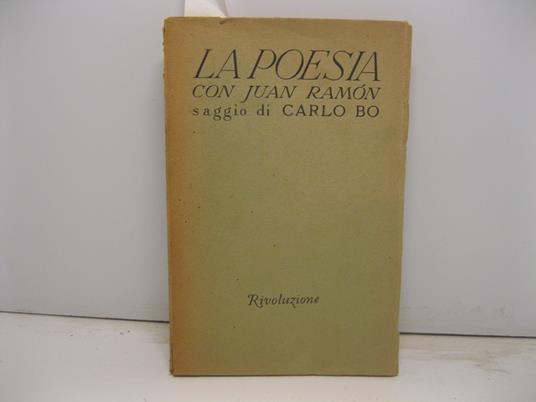 LA POESIA
CON JUAN RAMÓN
saggio di CARLO BO
Rivoluzione